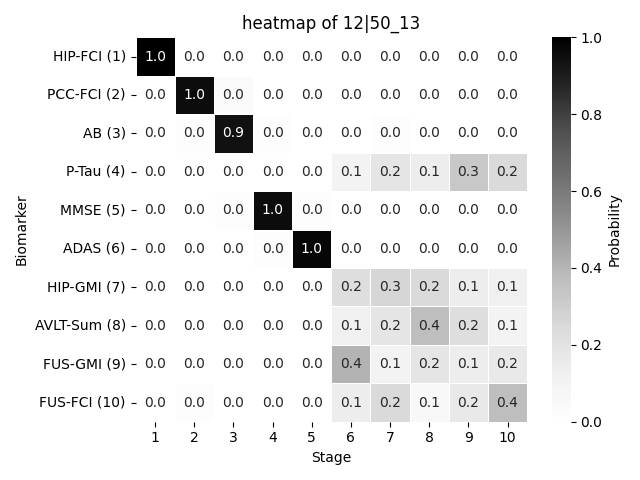 heatmap of 12|50_13
HIP-FCI (1) 1.0 0.0 0.0 0.0 0.0 0.0 0.0 0.0 0.0 0.0
PCC-FCI (2) 0.0 1.0 0.0 0.0 0.0 0.0 0.0 0.0 0.0 0.0
AB (3) 0.0 0.0 0.9 0.0 0.0 0.0 0.0 0.0 0.0 0.0
P-Tau (4) 0.0 0.0 0.0 0.0 0.0 0.1 0.2 0.1 0.3 0.2
MMSE (5) 0.0 0.0 0.0 1.0 0.0 0.0 0.0 0.0 0.0 0.0
ADAS (6) 0.0 0.0 0.0 0.0 1.0 0.0 0.0 0.0 0.0 0.0
HIP-GMI (7) 0.0 0.0 0.0 0.0 0.0 0.2 0.3 0.2 0.1 0.1
AVLT-Sum (8) 0.0 0.0 0.0 0.0 0.0 0.1 0.2 0.4 0.2 0.1
FUS-GMI (9) 0.0 0.0 0.0 0.0 0.0 0.4 0.1 0.2 0.1 0.2
FUS-FCI (10) 0.0 0.0 0.0 0.0 0.0 0.1 0.2 0.1 0.2 0.4
1 2 3 4 5 6 7 8 9 10
Stage
Biomarker
1.0
0.8
0.6
0.4
0.2
0.0
Probability